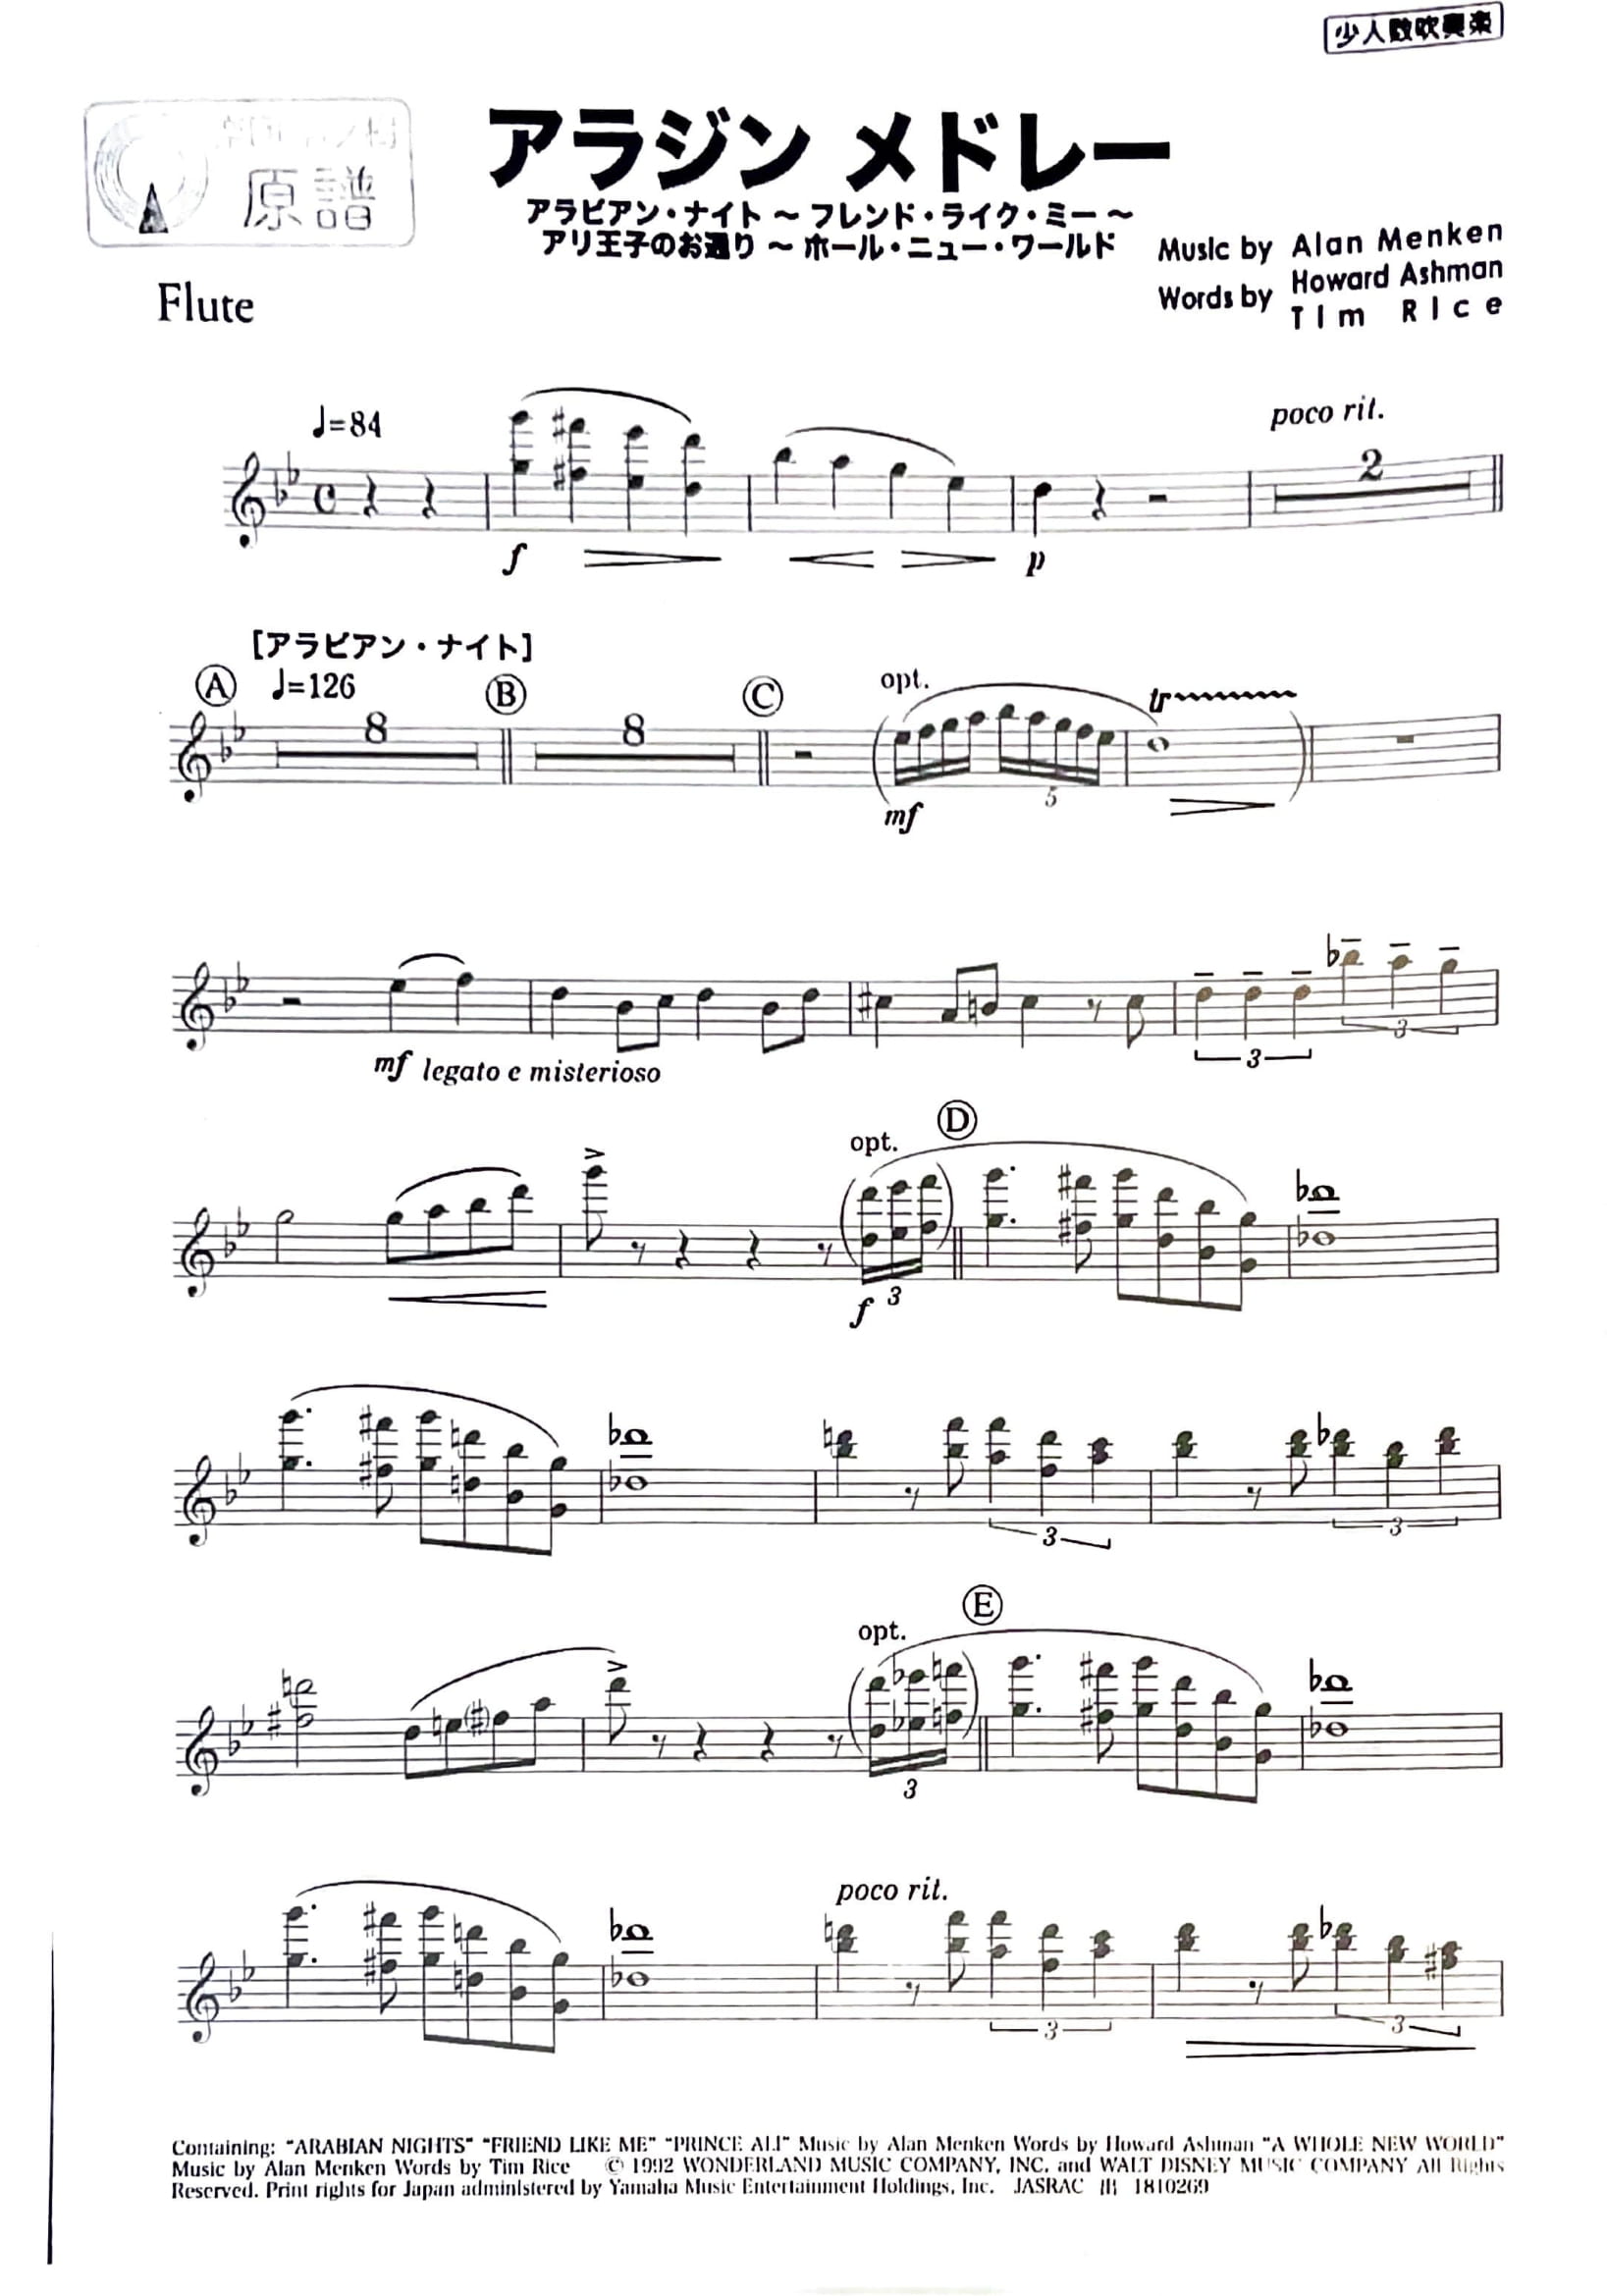 少人数吹奏楽
原譜
アラジン メドレー
アラビアン・ナイト ～ フレンド・ライク・ミー ～
アリ王子のお通り ～ ホール・ニュー・ワールド
Music by Alan Menken
Words by Howard Ashman
Tim Rice
Flute
♩=84
poco rit.
2
f
p
[アラビアン・ナイト]
A ♩=126 B C opt. tr
8 8
5
mf
mf legato e misterioso
3 3
opt. D
f 3
3 3
opt. E
3
poco rit.
3 3
Containing: "ARABIAN NIGHTS" "FRIEND LIKE ME" "PRINCE ALI" Music by Alan Menken Words by Howard Ashman "A WHOLE NEW WORLD"
Music by Alan Menken Words by Tim Rice © 1992 WONDERLAND MUSIC COMPANY, INC. and WALT DISNEY MUSIC COMPANY All Rights
Reserved. Print rights for Japan administered by Yamaha Music Entertainment Holdings, Inc. JASRAC 出 1810269